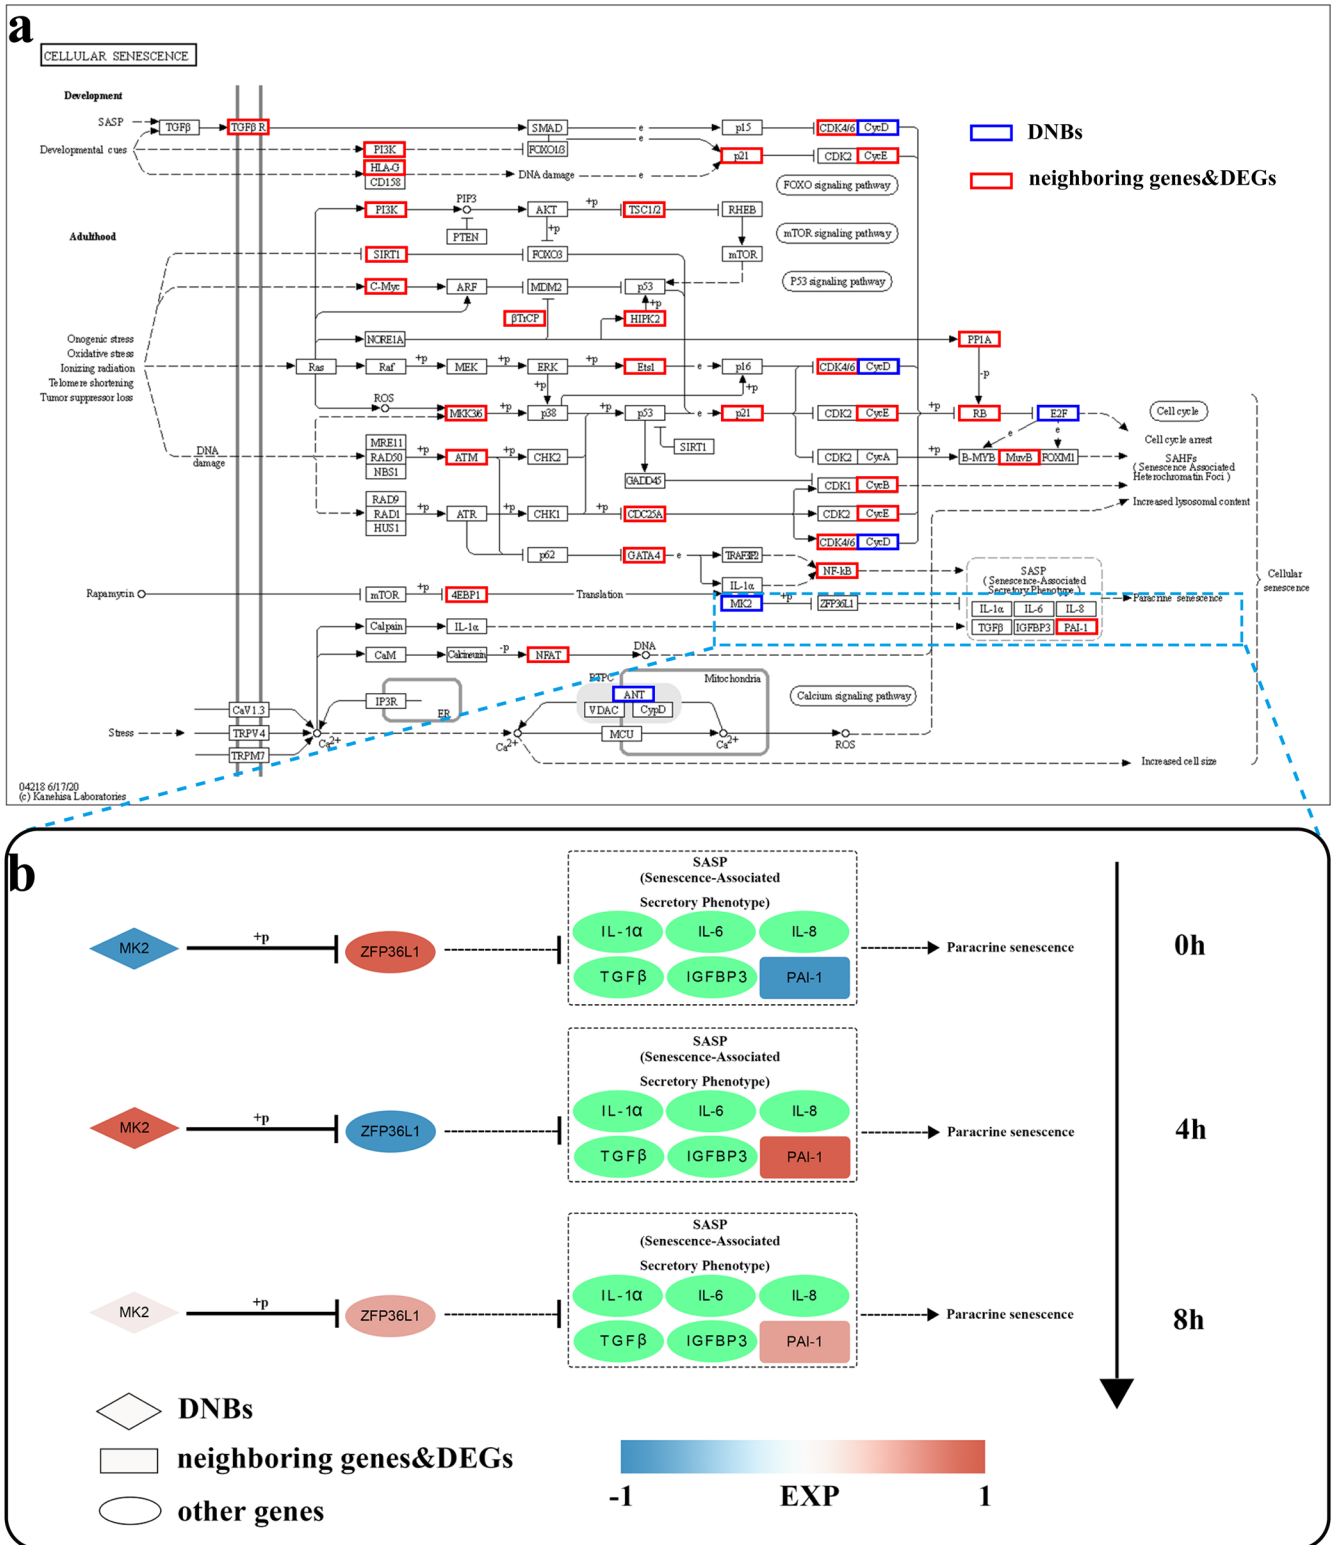 a
CELLULAR SENESCENCE
Development
SASP
TGFβ
TGFβ R
SMAD
e
e
p15
CDK4/6
CycD
DNBs
Developmental cues
PI3K
FOXO1/3
p21
CDK2
CycE
HLA-G
CD158
DNA damage
e
FOXO signaling pathway
neighboring genes&DEGs
PI3K
PIP3
PTEN
AKT
+p
+p
TSC1/2
RHEB
mTOR signaling pathway
Adulthood
SIRT1
FOXO3
mTOR
P53 signaling pathway
C-Myc
ARF
MDM2
p53
+p
βTrCP
HIPK2
Onogenic stress
Oxidative stress
Ionizing radiation
Telomere shortening
Tumor suppressor loss
NORE1A
PP1A
-p
Ras
Raf
+p
MEK
+p
ERK
+p
+p
Ets1
e
p16
+p
CDK4/6
CycD
ROS
MKK3/6
+p
p38
+p
p53
e
p21
CDK2
CycE
+p
RB
E2F
e
e
Cell cycle
Cell cycle arrest
DNA
damage
MRE11
RAD50
NBS1
+p
ATM
+p
CHK2
SIRT1
CDK2
CycA
+p
B-MYB
MuvB
FOXM1
SAHFs
( Senescence Associated
Heterochromatin Foci )
GADD45
CDK1
CycB
Increased lysosomal content
RAD9
RAD1
HUS1
+p
ATR
+p
CHK1
+p
CDC25A
CDK2
CycE
CDK4/6
CycD
p62
GATA4
e
TRAF3IP2
IL-1α
NF-kB
SASP
( Senescence-Associated
Secretory Phenotype )
Cellular
senescence
Rapamycin
mTOR
+p
4EBP1
Translation
MK2
+p
ZFP36L1
IL-1α
IL-6
IL-8
TGFβ
IGFBP3
PAI-1
Paracrine senescence
Calpain
IL-1α
CaM
Calcineurin
-p
NFAT
DNA
PTPC
Mitochondria
ANT
VDAC
CypD
MCU
Calcium signaling pathway
IP3R
ER
CaV1.3
TRPV4
TRPM7
Stress
Ca2+
Ca2+
Ca2+
ROS
Increased cell size
04218 6/17/20
(c) Kanehisa Laboratories
b
SASP
(Senescence-Associated
Secretory Phenotype)
MK2
+p
ZFP36L1
IL-1α
IL-6
IL-8
TGFβ
IGFBP3
PAI-1
Paracrine senescence
0h
SASP
(Senescence-Associated
Secretory Phenotype)
MK2
+p
ZFP36L1
IL-1α
IL-6
IL-8
TGFβ
IGFBP3
PAI-1
Paracrine senescence
4h
SASP
(Senescence-Associated
Secretory Phenotype)
MK2
+p
ZFP36L1
IL-1α
IL-6
IL-8
TGFβ
IGFBP3
PAI-1
Paracrine senescence
8h
DNBs
neighboring genes&DEGs
other genes
-1
EXP
1